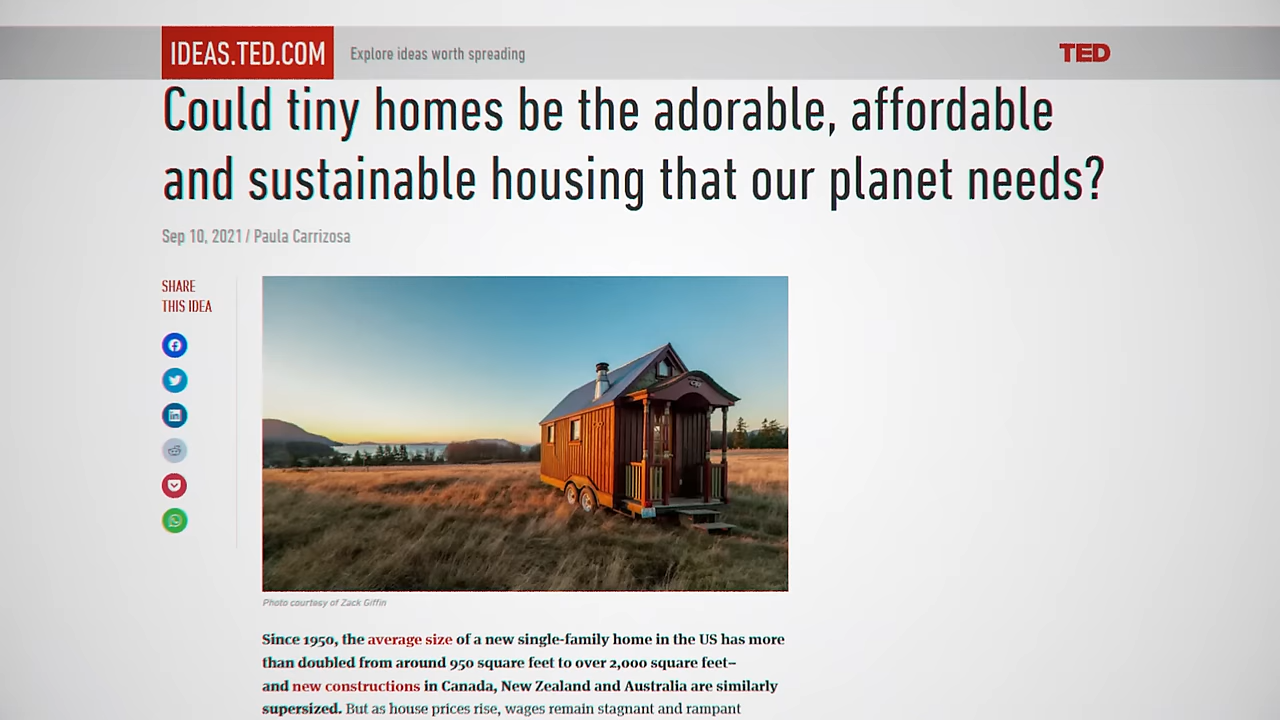 IDEAS.TED.COM
Explore ideas worth spreading
TED
Could tiny homes be the adorable, affordable
and sustainable housing that our planet needs?
Sep 10, 2021 / Paula Carrizosa
SHARE
THIS IDEA
Photo courtesy of Zack Giffin
Since 1950, the average size of a new single-family home in the US has more
than doubled from around 950 square feet to over 2,000 square feet–
and new constructions in Canada, New Zealand and Australia are similarly
supersized. But as house prices rise, wages remain stagnant and rampant